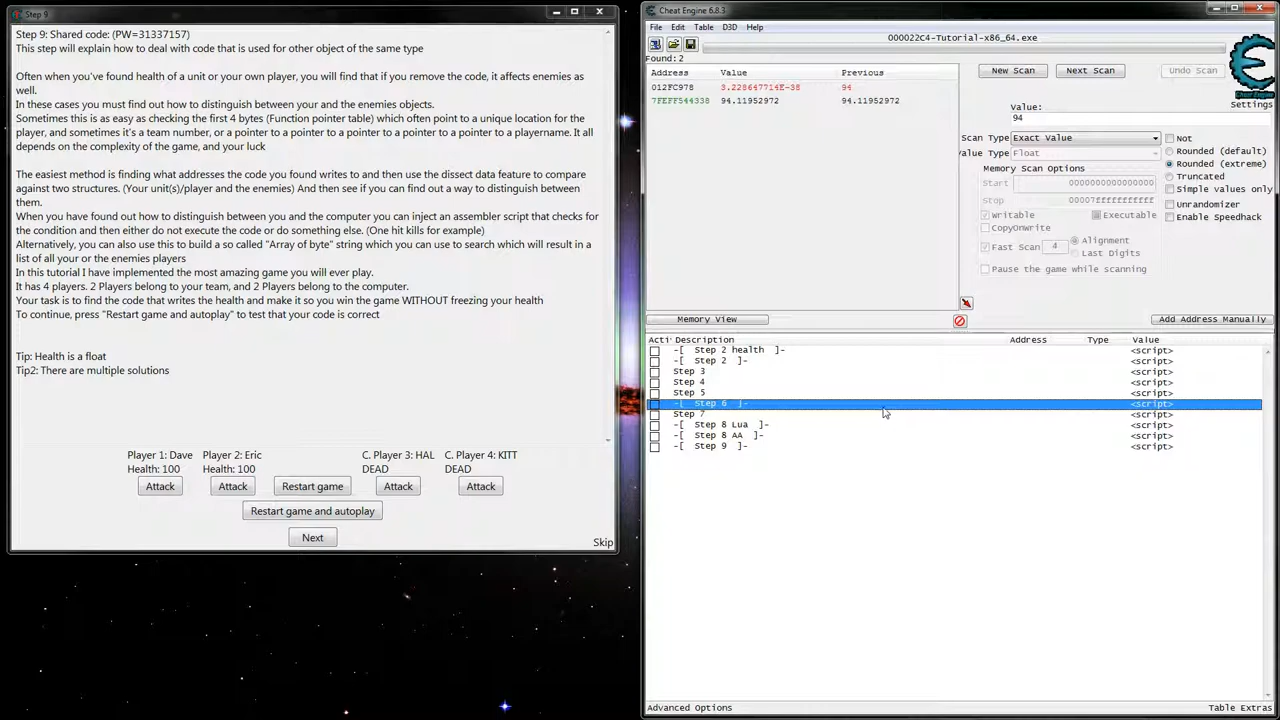 Step 9
Step 9: Shared code: (PW=31337157)
This step will explain how to deal with code that is used for other object of the same type
Often when you've found health of a unit or your own player, you will find that if you remove the code, it affects enemies as
well.
In these cases you must find out how to distinguish between your and the enemies objects.
Sometimes this is as easy as checking the first 4 bytes (Function pointer table) which often point to a unique location for the
player, and sometimes it's a team number, or a pointer to a pointer to a pointer to a pointer to a pointer to a playername. It all
depends on the complexity of the game, and your luck
The easiest method is finding what addresses the code you found writes to and then use the dissect data feature to compare
against two structures. (Your unit(s)/player and the enemies) And then see if you can find out a way to distinguish between
them.
When you have found out how to distinguish between you and the computer you can inject an assembler script that checks for
the condition and then either do not execute the code or do something else. (One hit kills for example)
Alternatively, you can also use this to build a so called "Array of byte" string which you can use to search which will result in a
list of all your or the enemies players
In this tutorial I have implemented the most amazing game you will ever play.
It has 4 players. 2 Players belong to your team, and 2 Players belong to the computer.
Your task is to find the code that writes the health and make it so you win the game WITHOUT freezing your health
To continue, press "Restart game and autoplay" to test that your code is correct
Tip: Health is a float
Tip2: There are multiple solutions
Player 1: Dave Player 2: Eric C. Player 3: HAL C. Player 4: KITT
Health: 100 Health: 100 DEAD DEAD
Attack Attack Restart game Attack Attack
Restart game and autoplay
Next
Skip
Cheat Engine 6.8.3
File Edit Table D3D Help
000022C4-Tutorial-x86_64.exe
Found: 2
Address Value Previous
012FC978 3.228647714E-38 94
7FEFF544338 94.11952972 94.11952972
New Scan Next Scan Undo Scan
Cheat Engine
Settings
Value:
94
Scan Type Exact Value Not
Value Type Float
Rounded (default)
Rounded (extreme)
Truncated
Simple values only
Unrandomizer
Enable Speedhack
Memory Scan Options
Start 0000000000000000
Stop 00007fffffffffff
Writable Executable
CopyOnWrite
Fast Scan 4 Alignment
Last Digits
Pause the game while scanning
Memory View Add Address Manually
Acti Description Address Type Value
-[ Step 2 health ]- <script>
-[ Step 2 ]- <script>
Step 3 <script>
Step 4 <script>
Step 5 <script>
-[ Step 6 ]- <script>
Step 7 <script>
-[ Step 8 Lua ]- <script>
-[ Step 8 AA ]- <script>
-[ Step 9 ]- <script>
Advanced Options Table Extras